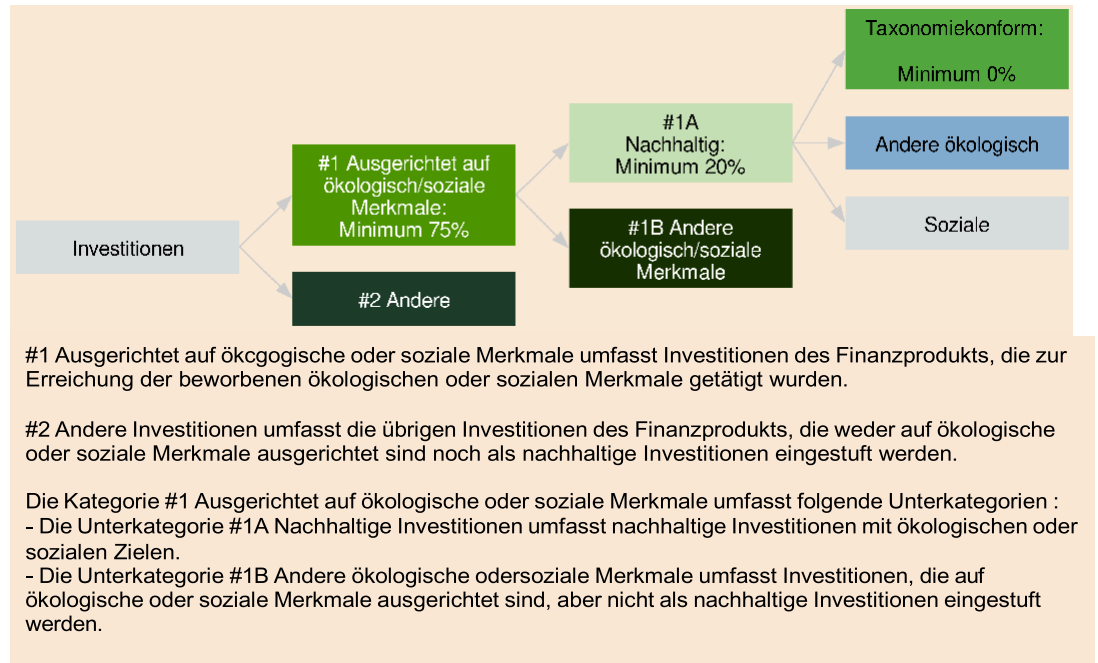 Taxonomiekonform:
Minimum 0%
#1A
Nachhaltig:
Minimum 20%
Andere ökologisch
#1 Ausgerichtet auf
ökologisch/soziale
Merkmale:
Minimum 75%
Soziale
#1B Andere
ökologisch/soziale
Merkmale
Investitionen
#2 Andere
#1 Ausgerichtet auf ökcgogische oder soziale Merkmale umfasst Investitionen des Finanzprodukts, die zur
Erreichung der beworbenen ökologischen oder sozialen Merkmale getätigt wurden.
#2 Andere Investitionen umfasst die übrigen Investitionen des Finanzprodukts, die weder auf ökologische
oder soziale Merkmale ausgerichtet sind noch als nachhaltige Investitionen eingestuft werden.
Die Kategorie #1 Ausgerichtet auf ökologische oder soziale Merkmale umfasst folgende Unterkategorien :
- Die Unterkategorie #1A Nachhaltige Investitionen umfasst nachhaltige Investitionen mit ökologischen oder
sozialen Zielen.
- Die Unterkategorie #1B Andere ökologische odersoziale Merkmale umfasst Investitionen, die auf
ökologische oder soziale Merkmale ausgerichtet sind, aber nicht als nachhaltige Investitionen eingestuft
werden.